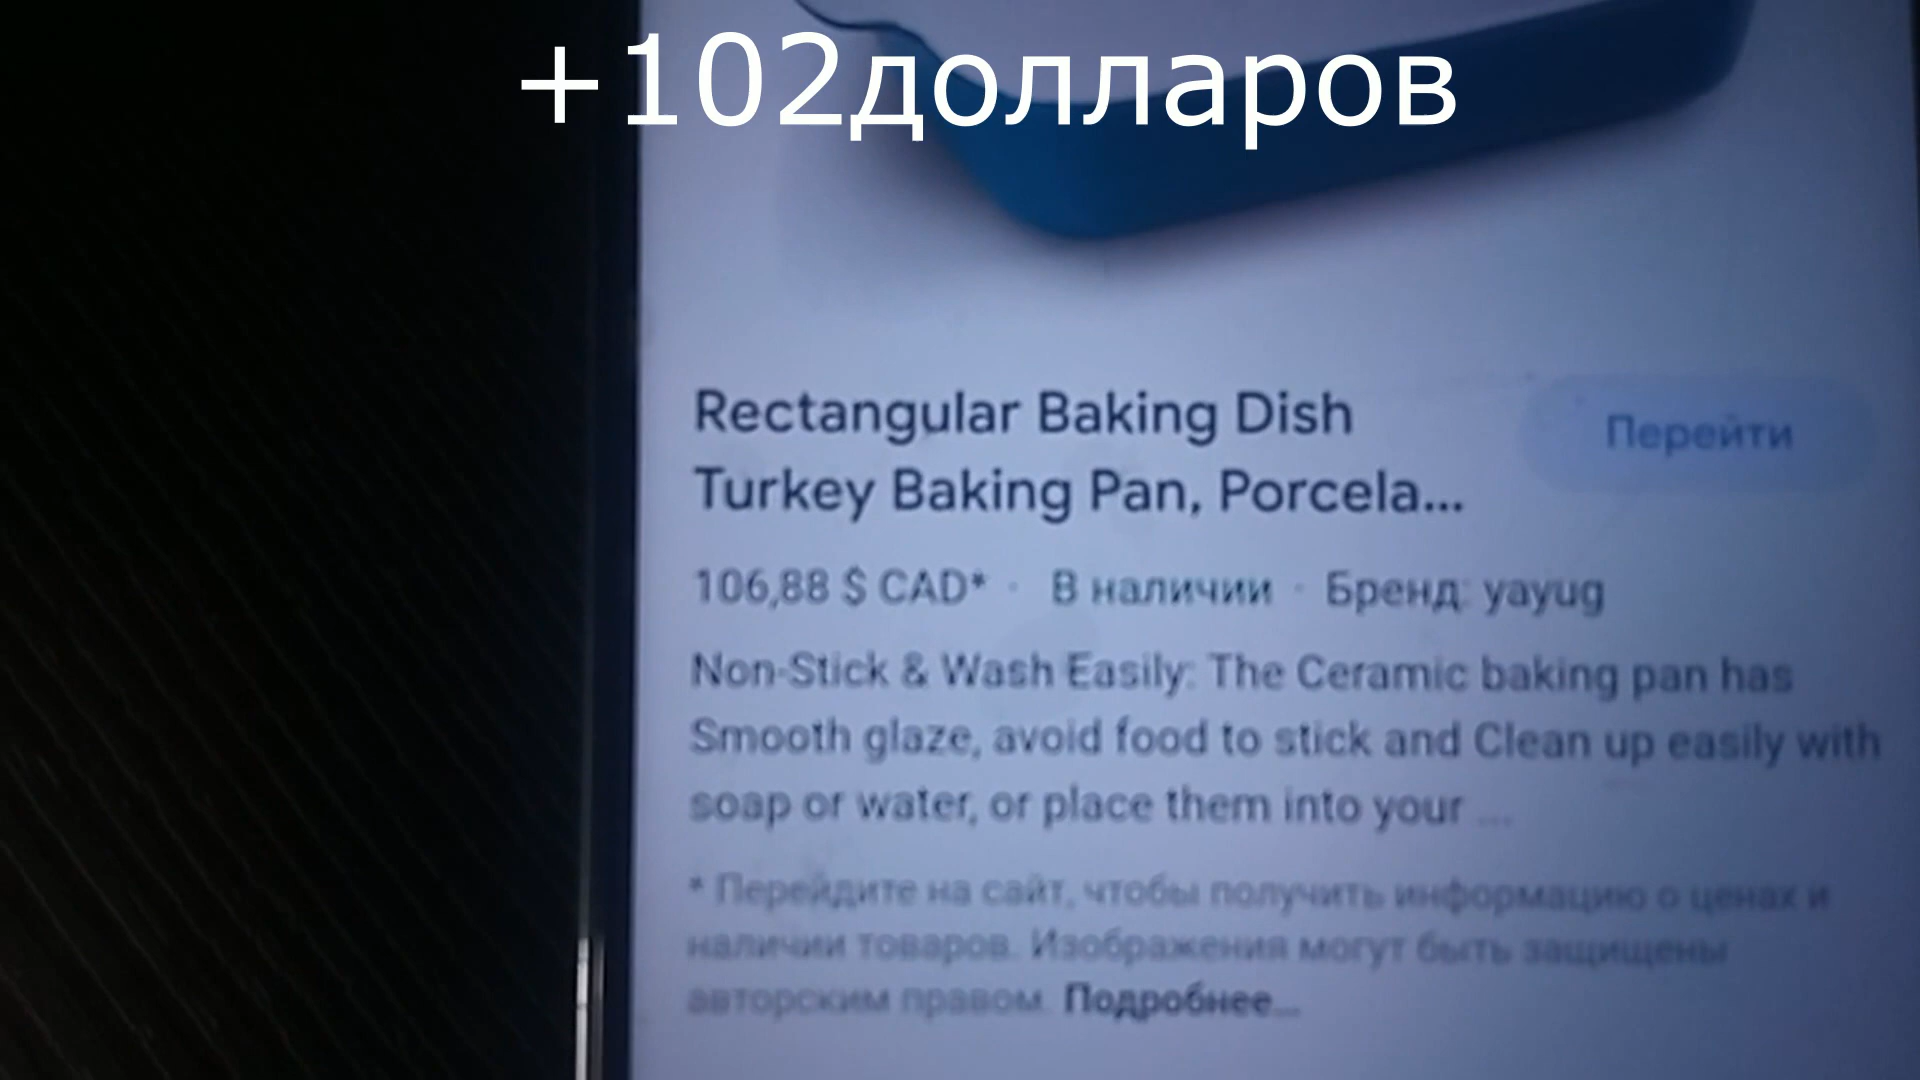 +102долларов
Rectangular Baking Dish
Turkey Baking Pan, Porcela...
Перейти
106,88 $ CAD* · В наличии · Бренд: yayug
Non-Stick & Wash Easily: The Ceramic baking pan has
Smooth glaze, avoid food to stick and Clean up easily with
soap or water, or place them into your ...
* Перейдите на сайт, чтобы получить информацию о ценах и
наличии товаров. Изображения могут быть защищены
авторским правом. Подробнее...